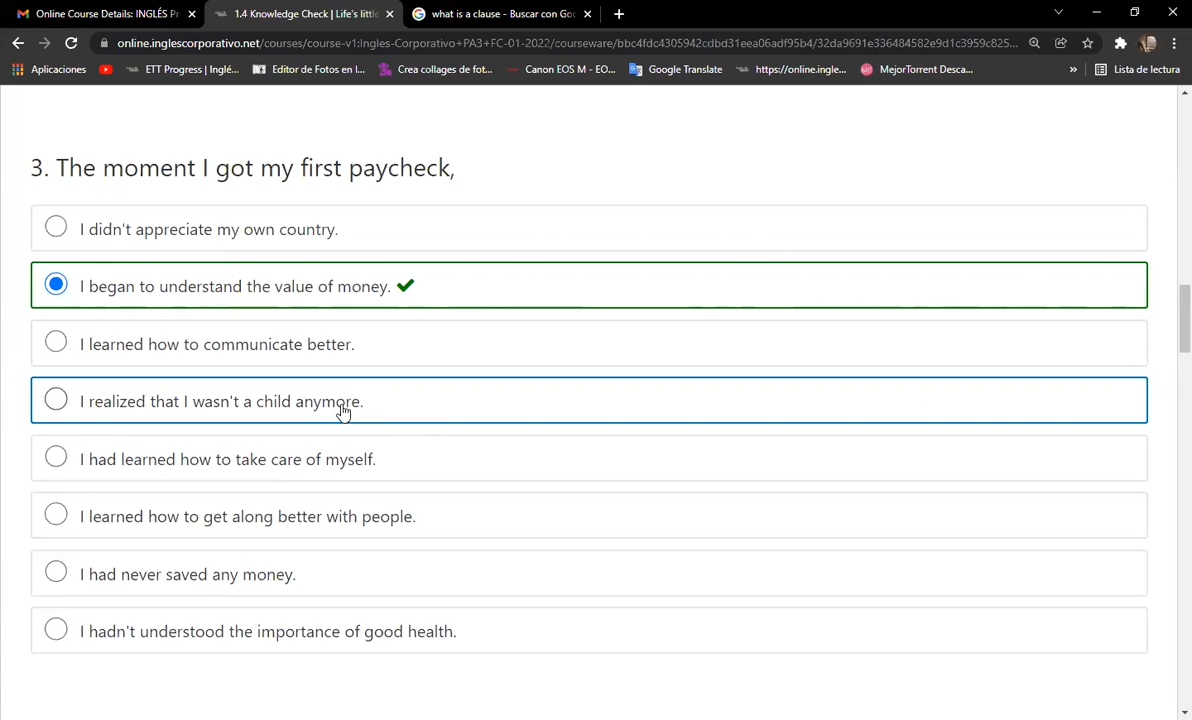 Online Course Details: INGLÉS Pr
1.4 Knowledge Check | Life's little
what is a clause - Buscar con Goo
online.inglescorporativo.net/courses/course-v1:Ingles-Corporativo+PA3+FC-01-2022/courseware/bbc4fdc4305942cdbd31eea06adf95b4/32da9691e336484582e9d1c3959c825...
Aplicaciones
ETT Progress | Inglé...
Editor de Fotos en l...
Crea collages de fot...
Canon EOS M - EO...
Google Translate
https://online.ingle...
MejorTorrent Desca...
»
Lista de lectura
3. The moment I got my first paycheck,
I didn't appreciate my own country.
I began to understand the value of money.
I learned how to communicate better.
I realized that I wasn't a child anymore.
I had learned how to take care of myself.
I learned how to get along better with people.
I had never saved any money.
I hadn't understood the importance of good health.